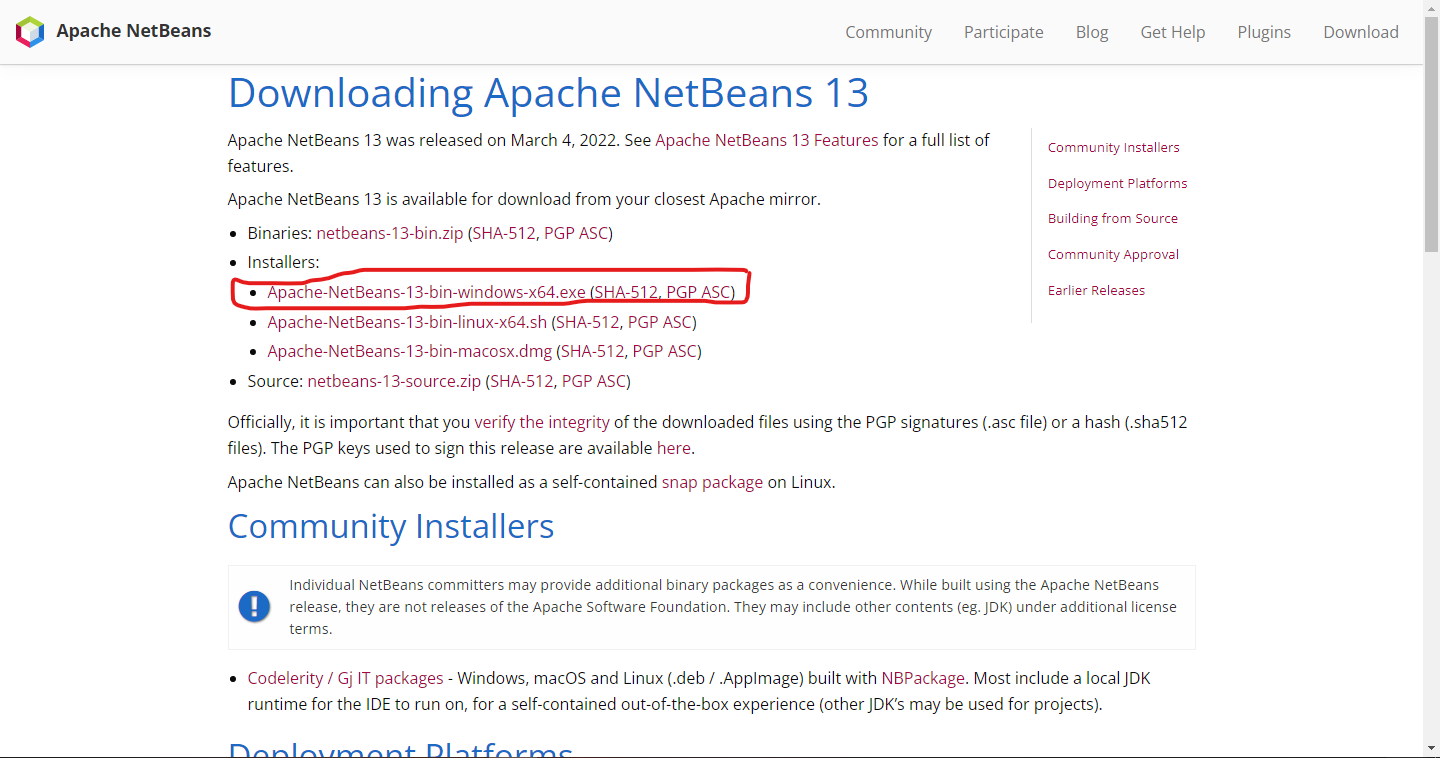 Apache NetBeans
Community Participate Blog Get Help Plugins Download
Downloading Apache NetBeans 13
Apache NetBeans 13 was released on March 4, 2022. See Apache NetBeans 13 Features for a full list of
features.
Apache NetBeans 13 is available for download from your closest Apache mirror.
Binaries: netbeans-13-bin.zip (SHA-512, PGP ASC)
Installers:
Apache-NetBeans-13-bin-windows-x64.exe (SHA-512, PGP ASC)
Apache-NetBeans-13-bin-linux-x64.sh (SHA-512, PGP ASC)
Apache-NetBeans-13-bin-macosx.dmg (SHA-512, PGP ASC)
Source: netbeans-13-source.zip (SHA-512, PGP ASC)
Community Installers
Deployment Platforms
Building from Source
Community Approval
Earlier Releases
Officially, it is important that you verify the integrity of the downloaded files using the PGP signatures (.asc file) or a hash (.sha512
files). The PGP keys used to sign this release are available here.
Apache NetBeans can also be installed as a self-contained snap package on Linux.
Community Installers
Individual NetBeans committers may provide additional binary packages as a convenience. While built using the Apache NetBeans
release, they are not releases of the Apache Software Foundation. They may include other contents (eg. JDK) under additional license
terms.
Codelerity / Gj IT packages - Windows, macOS and Linux (.deb / .AppImage) built with NBPackage. Most include a local JDK
runtime for the IDE to run on, for a self-contained out-of-the-box experience (other JDK’s may be used for projects).
Deployment Platforms